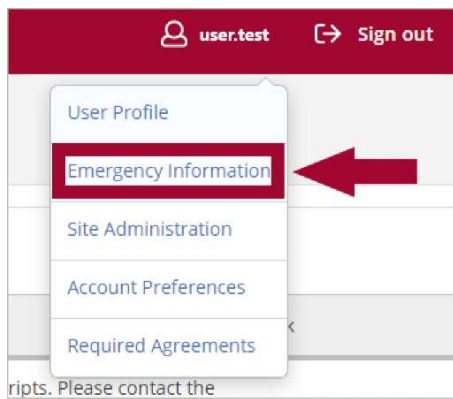 user.test Sign out
User Profile
Emergency Information
Site Administration
Account Preferences
Required Agreements
ripts. Please contact the